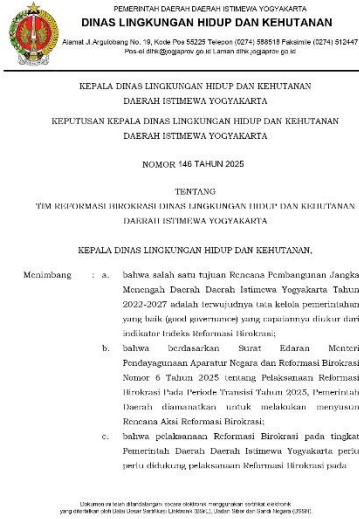 PEMERINTAH DAERAH DAERAH ISTIMEWA YOGYAKARTA
DINAS LINGKUNGAN HIDUP DAN KEHUTANAN
Alamat Jl.Argulobang No. 19, Kode Pos 55225 Telepon (0274) 588518 Faksimile (0274) 512447
Pos-el dlhk@jogjaprov.go.id Laman dlhk.jogjaprov.go.id
KEPALA DINAS LINGKUNGAN HIDUP DAN KEHUTANAN
DAERAH ISTIMEWA YOGYAKARTA
KEPUTUSAN KEPALA DINAS LINGKUNGAN HIDUP DAN KEHUTANAN
DAERAH ISTIMEWA YOGYAKARTA
NOMOR 146 TAHUN 2025
TENTANG
TIM REFORMASI BIROKRASI DINAS LINGKUNGAN HIDUP DAN KEHUTANAN
DAERAH ISTIMEWA YOGYAKARTA
KEPALA DINAS LINGKUNGAN HIDUP DAN KEHUTANAN,
Menimbang : a. bahwa salah satu tujuan Rencana Pembangunan Jangka
Menengah Daerah Daerah Istimewa Yogyakarta Tahun
2022-2027 adalah terwujudnya tata kelola pemerintahan
yang baik (good governance) yang capaiannya diukur dari
indikator Indeks Reformasi Birokrasi;
b. bahwa berdasarkan Surat Edaran Menteri
Pendayagunaan Aparatur Negara dan Reformasi Birokrasi
Nomor 6 Tahun 2025 tentang Pelaksanaan Reformasi
Birokrasi Pada Periode Transisi Tahun 2025, Pemerintah
Daerah diamanatkan untuk melakukan menyusun
Rencana Aksi Reformasi Birokrasi;
c. bahwa pelaksanaan Reformasi Birokrasi pada tingkat
Pemerintah Daerah Daerah Istimewa Yogyakarta perlu
perlu didukung pelaksanaan Reformasi Birokrasi pada
Dokumen ini telah ditandatangani secara elektronik menggunakan sertifikat elektronik
yang diterbitkan oleh Balai Besar Sertifikasi Elektronik (BSrE), Badan Siber dan Sandi Negara (BSSN).